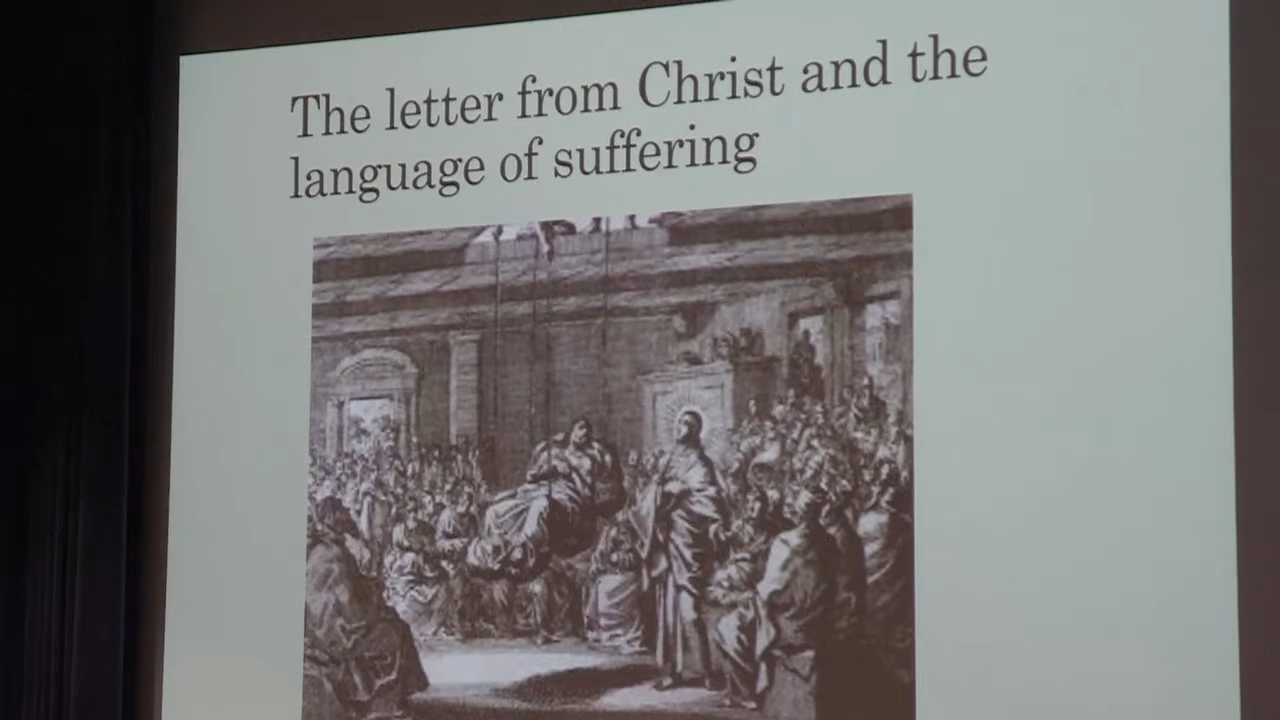 The letter from Christ and the
language of suffering